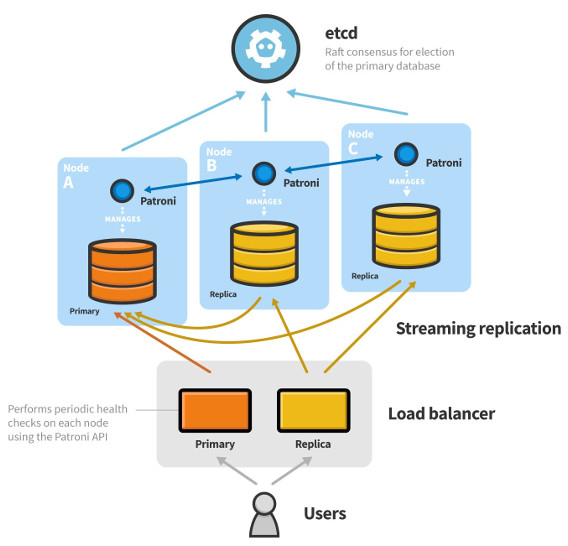 etcd
Raft consensus for election
of the primary database
Node
A
Patroni
MANAGES
Primary
Node
B
Patroni
MANAGES
Replica
Node
C
Patroni
MANAGES
Replica
Streaming replication
Performs periodic health
checks on each node
using the Patroni API
Primary
Replica
Load balancer
Users